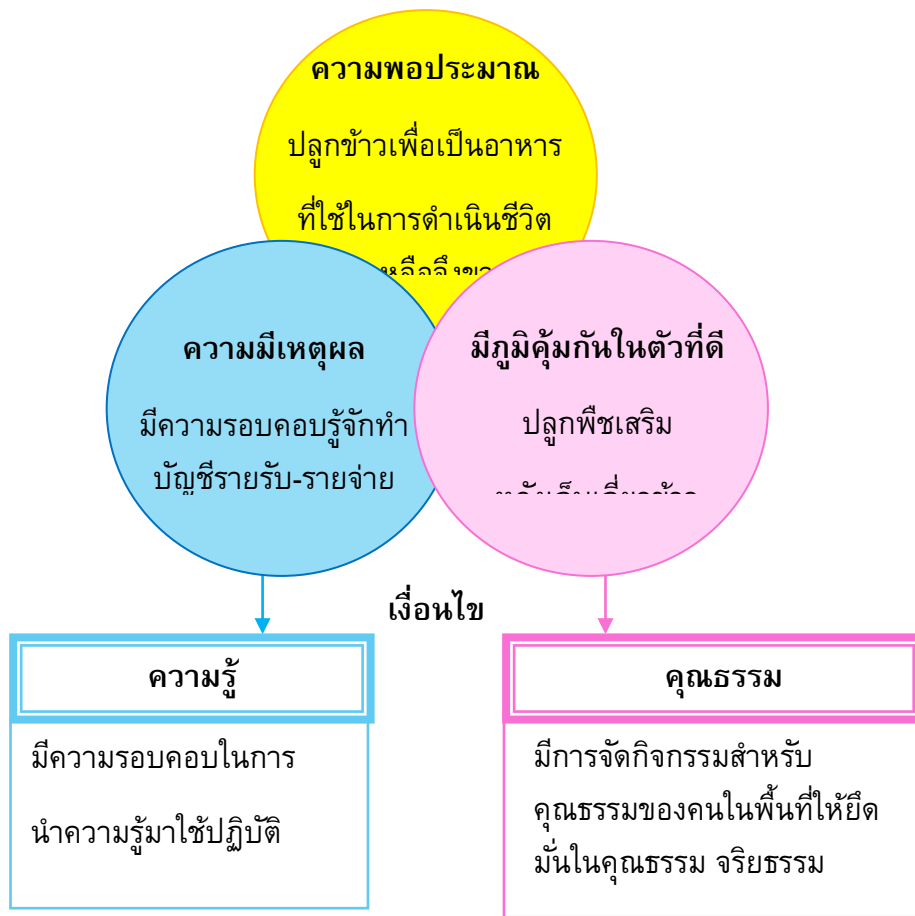 ความพอประมาณ
ปลูกข้าวเพื่อเป็นอาหาร
ที่ใช้ในการดำเนินชีวิต
ความมีเหตุผล
มีความรอบคอบรู้จักทำ
บัญชีรายรับ-รายจ่าย
มีภูมิคุ้มกันในตัวที่ดี
ปลูกพืชเสริม
เงื่อนไข
ความรู้
มีความรอบคอบในการ
นำความรู้มาใช้ปฏิบัติ
คุณธรรม
มีการจัดกิจกรรมสำหรับ
คุณธรรมของคนในพื้นที่ให้ยึด
มั่นในคุณธรรม จริยธรรม